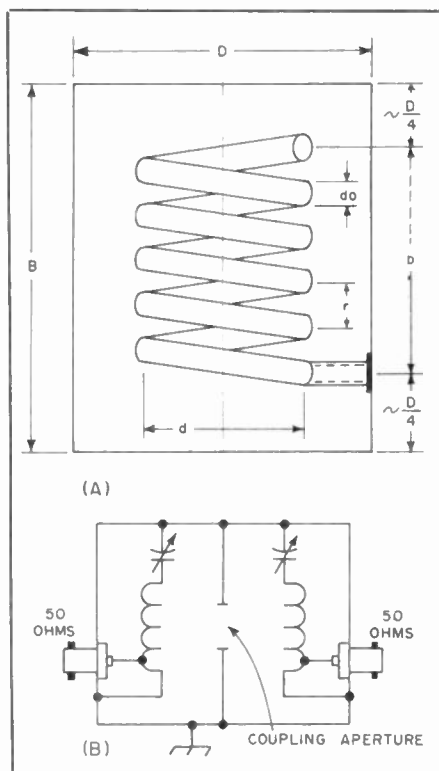 D
~D/4
do
B
b
r
~D/4
d
(A)
50
OHMS
50
OHMS
(B)
COUPLING APERTURE